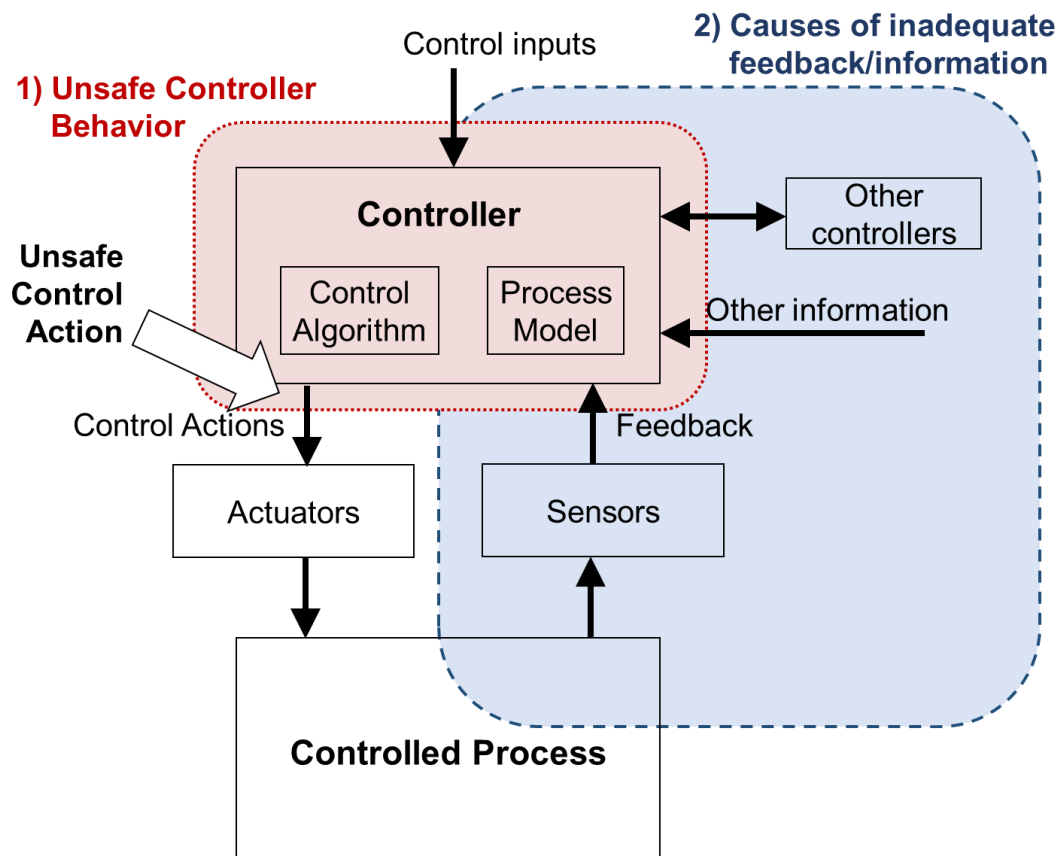 2) Causes of inadequate
feedback/information
Control inputs
1) Unsafe Controller
Behavior
Controller
Other
controllers
Unsafe
Control
Action
Control
Algorithm
Process
Model
Other information
Control Actions
Feedback
Actuators
Sensors
Controlled Process